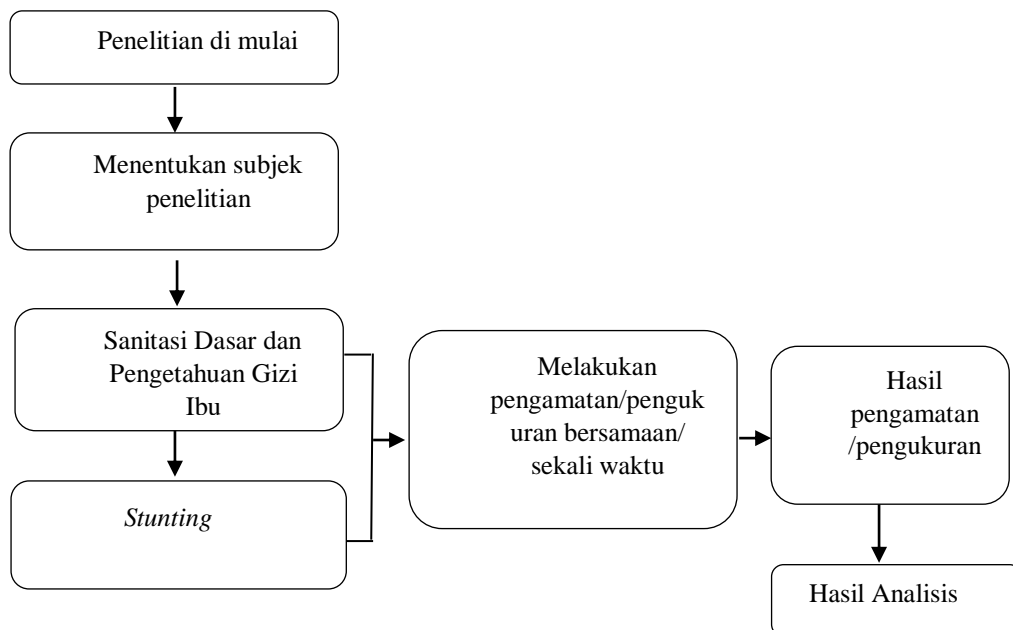 Penelitian di mulai
Menentukan subjek
penelitian
Sanitasi Dasar dan
Pengetahuan Gizi
Ibu
Stunting
Melakukan
pengamatan/penguk
uran bersamaan/
sekali waktu
Hasil
pengamatan
/pengukuran
Hasil Analisis